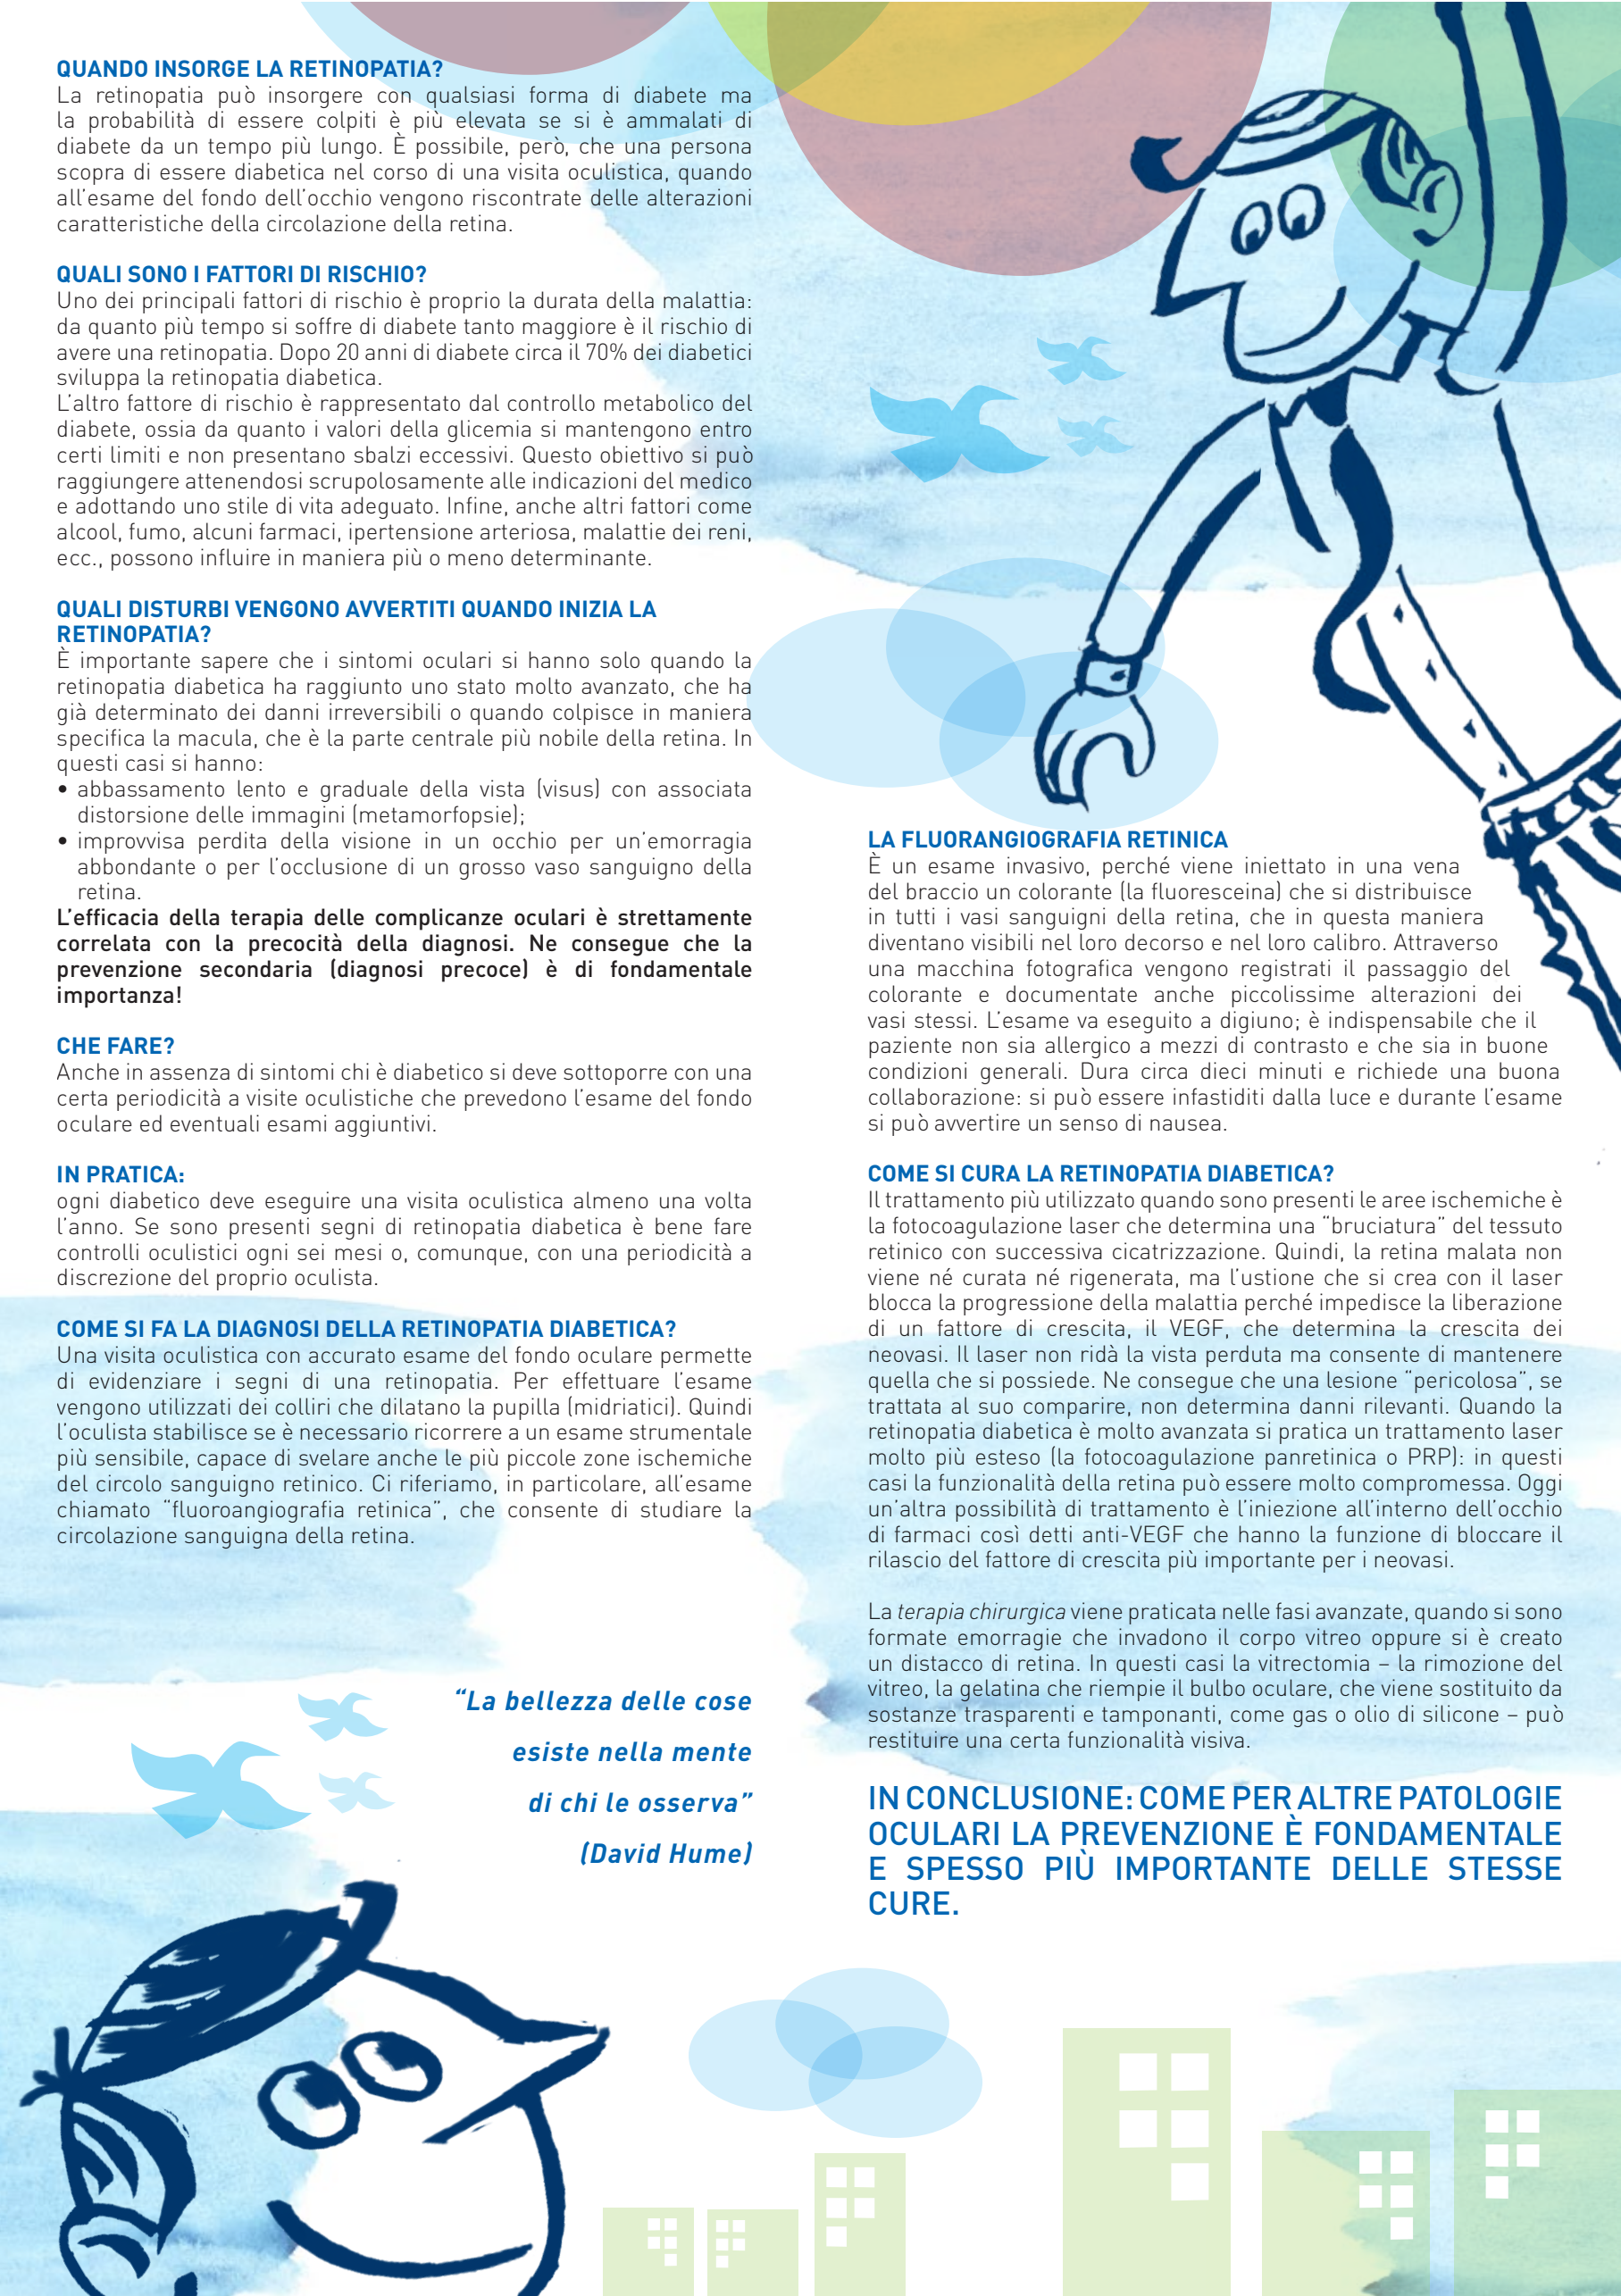 QUANDO INSORGE LA RETINOPATIA?
La retinopatia può insorgere con qualsiasi forma di diabete ma
la probabilità di essere colpiti è più elevata se si è ammalati di
diabete da un tempo più lungo. È possibile, però, che una persona
scopra di essere diabetica nel corso di una visita oculistica, quando
all'esame del fondo dell'occhio vengono riscontrate delle alterazioni
caratteristiche della circolazione della retina.
QUALI SONO I FATTORI DI RISCHIO?
Uno dei principali fattori di rischio è proprio la durata della malattia:
da quanto più tempo si soffre di diabete tanto maggiore è il rischio di
avere una retinopatia. Dopo 20 anni di diabete circa il 70% dei diabetici
sviluppa la retinopatia diabetica.
L'altro fattore di rischio è rappresentato dal controllo metabolico del
diabete, ossia da quanto i valori della glicemia si mantengono entro
certi limiti e non presentano sbalzi eccessivi. Questo obiettivo si può
raggiungere attenendosi scrupolosamente alle indicazioni del medico
e adottando uno stile di vita adeguato. Infine, anche altri fattori come
alcool, fumo, alcuni farmaci, ipertensione arteriosa, malattie dei reni,
ecc., possono influire in maniera più o meno determinante.
QUALI DISTURBI VENGONO AVVERTITI QUANDO INIZIA LA
RETINOPATIA?
È importante sapere che i sintomi oculari si hanno solo quando la
retinopatia diabetica ha raggiunto uno stato molto avanzato, che ha
già determinato dei danni irreversibili o quando colpisce in maniera
specifica la macula, che è la parte centrale più nobile della retina. In
questi casi si hanno:
• abbassamento lento e graduale della vista (visus) con associata
distorsione delle immagini (metamorfopsie);
• improvvisa perdita della visione in un occhio per un'emorragia
abbondante o per l'occlusione di un grosso vaso sanguigno della
retina.
L'efficacia della terapia delle complicanze oculari è strettamente
correlata con la precocità della diagnosi. Ne consegue che la
prevenzione secondaria (diagnosi precoce) è di fondamentale
importanza!
CHE FARE?
Anche in assenza di sintomi chi è diabetico si deve sottoporre con una
certa periodicità a visite oculistiche che prevedono l'esame del fondo
oculare ed eventuali esami aggiuntivi.
IN PRATICA:
ogni diabetico deve eseguire una visita oculistica almeno una volta
l'anno. Se sono presenti segni di retinopatia diabetica è bene fare
controlli oculistici ogni sei mesi o, comunque, con una periodicità a
discrezione del proprio oculista.
COME SI FA LA DIAGNOSI DELLA RETINOPATIA DIABETICA?
Una visita oculistica con accurato esame del fondo oculare permette
di evidenziare i segni di una retinopatia. Per effettuare l'esame
vengono utilizzati dei colliri che dilatano la pupilla (midriatici). Quindi
l'oculista stabilisce se è necessario ricorrere a un esame strumentale
più sensibile, capace di svelare anche le più piccole zone ischemiche
del circolo sanguigno retinico. Ci riferiamo, in particolare, all'esame
chiamato "fluoroangiografia retinica", che consente di studiare la
circolazione sanguigna della retina.
"La bellezza delle cose
esiste nella mente
di chi le osserva"
(David Hume)
LA FLUORANGIOGRAFIA RETINICA
È un esame invasivo, perché viene iniettato in una vena
del braccio un colorante (la fluoresceina) che si distribuisce
in tutti i vasi sanguigni della retina, che in questa maniera
diventano visibili nel loro decorso e nel loro calibro. Attraverso
una macchina fotografica vengono registrati il passaggio del
colorante e documentate anche piccolissime alterazioni dei
vasi stessi. L'esame va eseguito a digiuno; è indispensabile che il
paziente non sia allergico a mezzi di contrasto e che sia in buone
condizioni generali. Dura circa dieci minuti e richiede una buona
collaborazione: si può essere infastiditi dalla luce e durante l'esame
si può avvertire un senso di nausea.
COME SI CURA LA RETINOPATIA DIABETICA?
Il trattamento più utilizzato quando sono presenti le aree ischemiche è
la fotocoagulazione laser che determina una "bruciatura" del tessuto
retinico con successiva cicatrizzazione. Quindi, la retina malata non
viene né curata né rigenerata, ma l'ustione che si crea con il laser
blocca la progressione della malattia perché impedisce la liberazione
di un fattore di crescita, il VEGF, che determina la crescita dei
neovasi. Il laser non ridà la vista perduta ma consente di mantenere
quella che si possiede. Ne consegue che una lesione "pericolosa", se
trattata al suo comparire, non determina danni rilevanti. Quando la
retinopatia diabetica è molto avanzata si pratica un trattamento laser
molto più esteso (la fotocoagulazione panretinica o PRP): in questi
casi la funzionalità della retina può essere molto compromessa. Oggi
un'altra possibilità di trattamento è l'iniezione all'interno dell'occhio
di farmaci così detti anti-VEGF che hanno la funzione di bloccare il
rilascio del fattore di crescita più importante per i neovasi.
La terapia chirurgica viene praticata nelle fasi avanzate, quando si sono
formate emorragie che invadono il corpo vitreo oppure si è creato
un distacco di retina. In questi casi la vitrectomia – la rimozione del
vitreo, la gelatina che riempie il bulbo oculare, che viene sostituito da
sostanze trasparenti e tamponanti, come gas o olio di silicone – può
restituire una certa funzionalità visiva.
IN CONCLUSIONE: COME PER ALTRE PATOLOGIE
OCULARI LA PREVENZIONE È FONDAMENTALE
E SPESSO PIÙ IMPORTANTE DELLE STESSE
CURE.